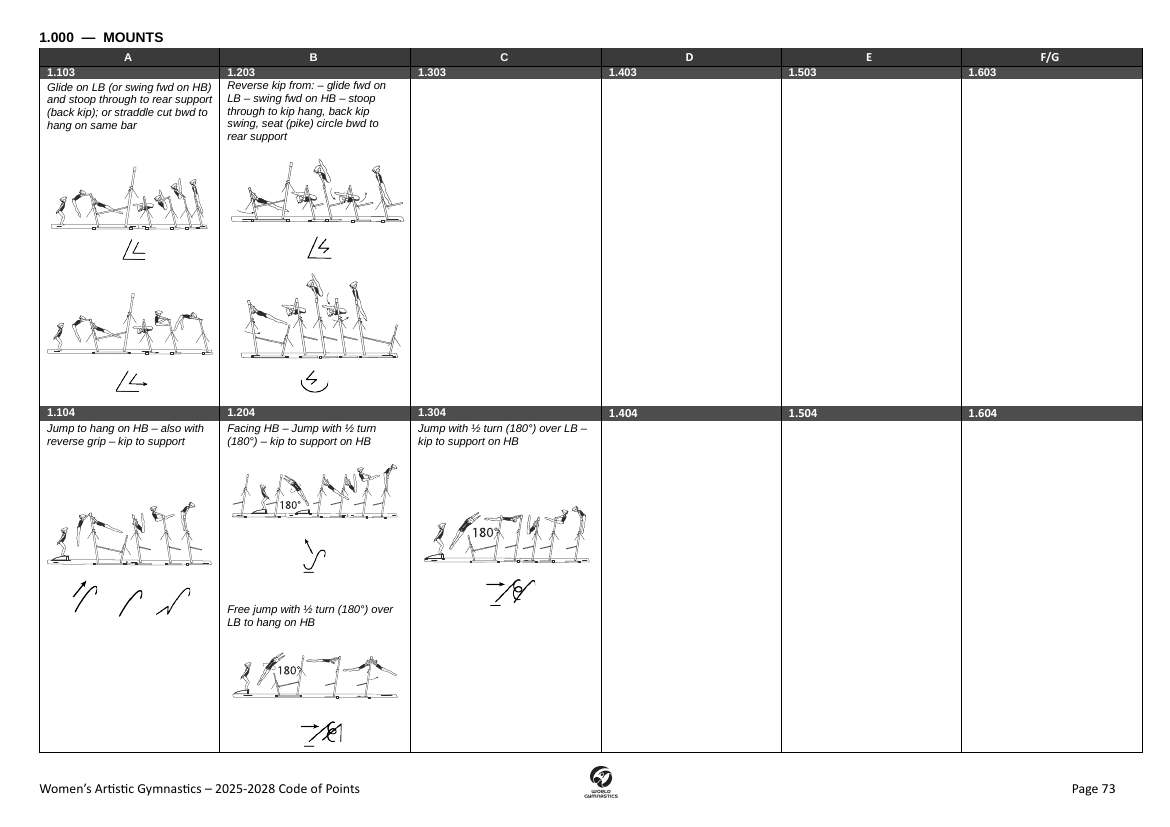 1.000 — MOUNTS
A B C D E F/G
1.103 1.203 1.303 1.403 1.503 1.603
Glide on LB (or swing fwd on HB)
and stoop through to rear support
(back kip); or straddle cut bwd to
hang on same bar
Reverse kip from: – glide fwd on
LB – swing fwd on HB – stoop
through to kip hang, back kip
swing, seat (pike) circle bwd to
rear support
1.104 1.204 1.304 1.404 1.504 1.604
Jump to hang on HB – also with
reverse grip – kip to support
Facing HB – Jump with ½ turn
(180°) – kip to support on HB
180°
Free jump with ½ turn (180°) over
LB to hang on HB
180°
Jump with ½ turn (180°) over LB –
kip to support on HB
180°
Women's Artistic Gymnastics – 2025-2028 Code of Points
WORLD
GYMNASTICS
Page 73